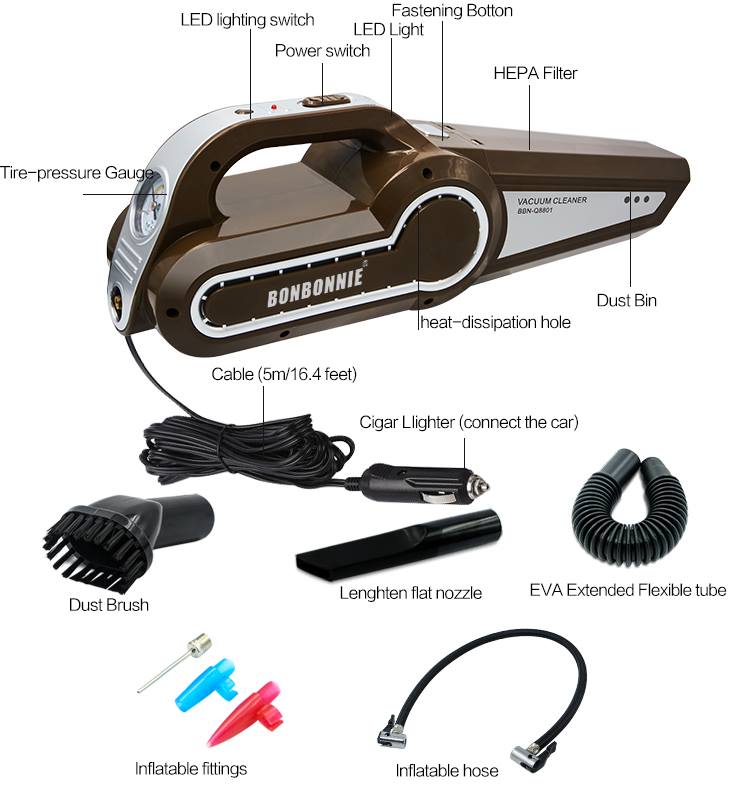 Fastening Botton
LED lighting switch
LED Light
Power switch
HEPA Filter
Tire-pressure Gauge
VACUUM CLEANER
BBN-Q8801
BONBONNIE
Dust Bin
heat-dissipation hole
Cable (5m/16.4 feet)
Cigar Llighter (connect the car)
Dust Brush
Lenghten flat nozzle
EVA Extended Flexible tube
Inflatable fittings
Inflatable hose